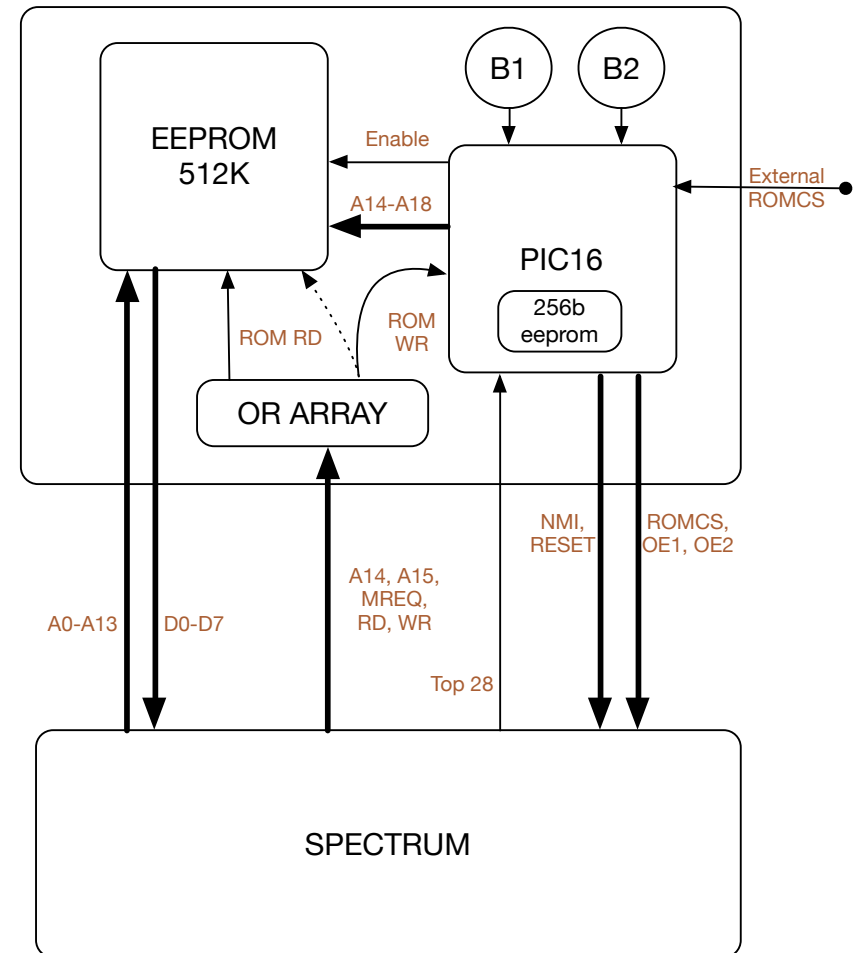 B1
B2
EEPROM
512K
Enable
External
ROMCS
A14-A18
PIC16
256b
eeprom
ROM RD
ROM
WR
OR ARRAY
NMI,
RESET
ROMCS,
OE1, OE2
A14, A15,
MREQ,
RD, WR
A0-A13
D0-D7
Top 28
SPECTRUM